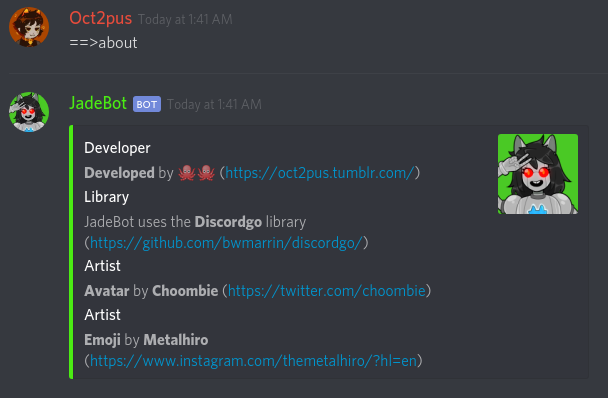 Oct2pus Today at 1:41 AM
==>about
JadeBot BOT Today at 1:41 AM
Developer
Developed by 🐙🐙 (https://oct2pus.tumblr.com/)
Library
JadeBot uses the Discordgo library
(https://github.com/bwmarrin/discordgo/)
Artist
Avatar by Choombie (https://twitter.com/choombie)
Artist
Emoji by Metalhiro
(https://www.instagram.com/themetalhiro/?hl=en)